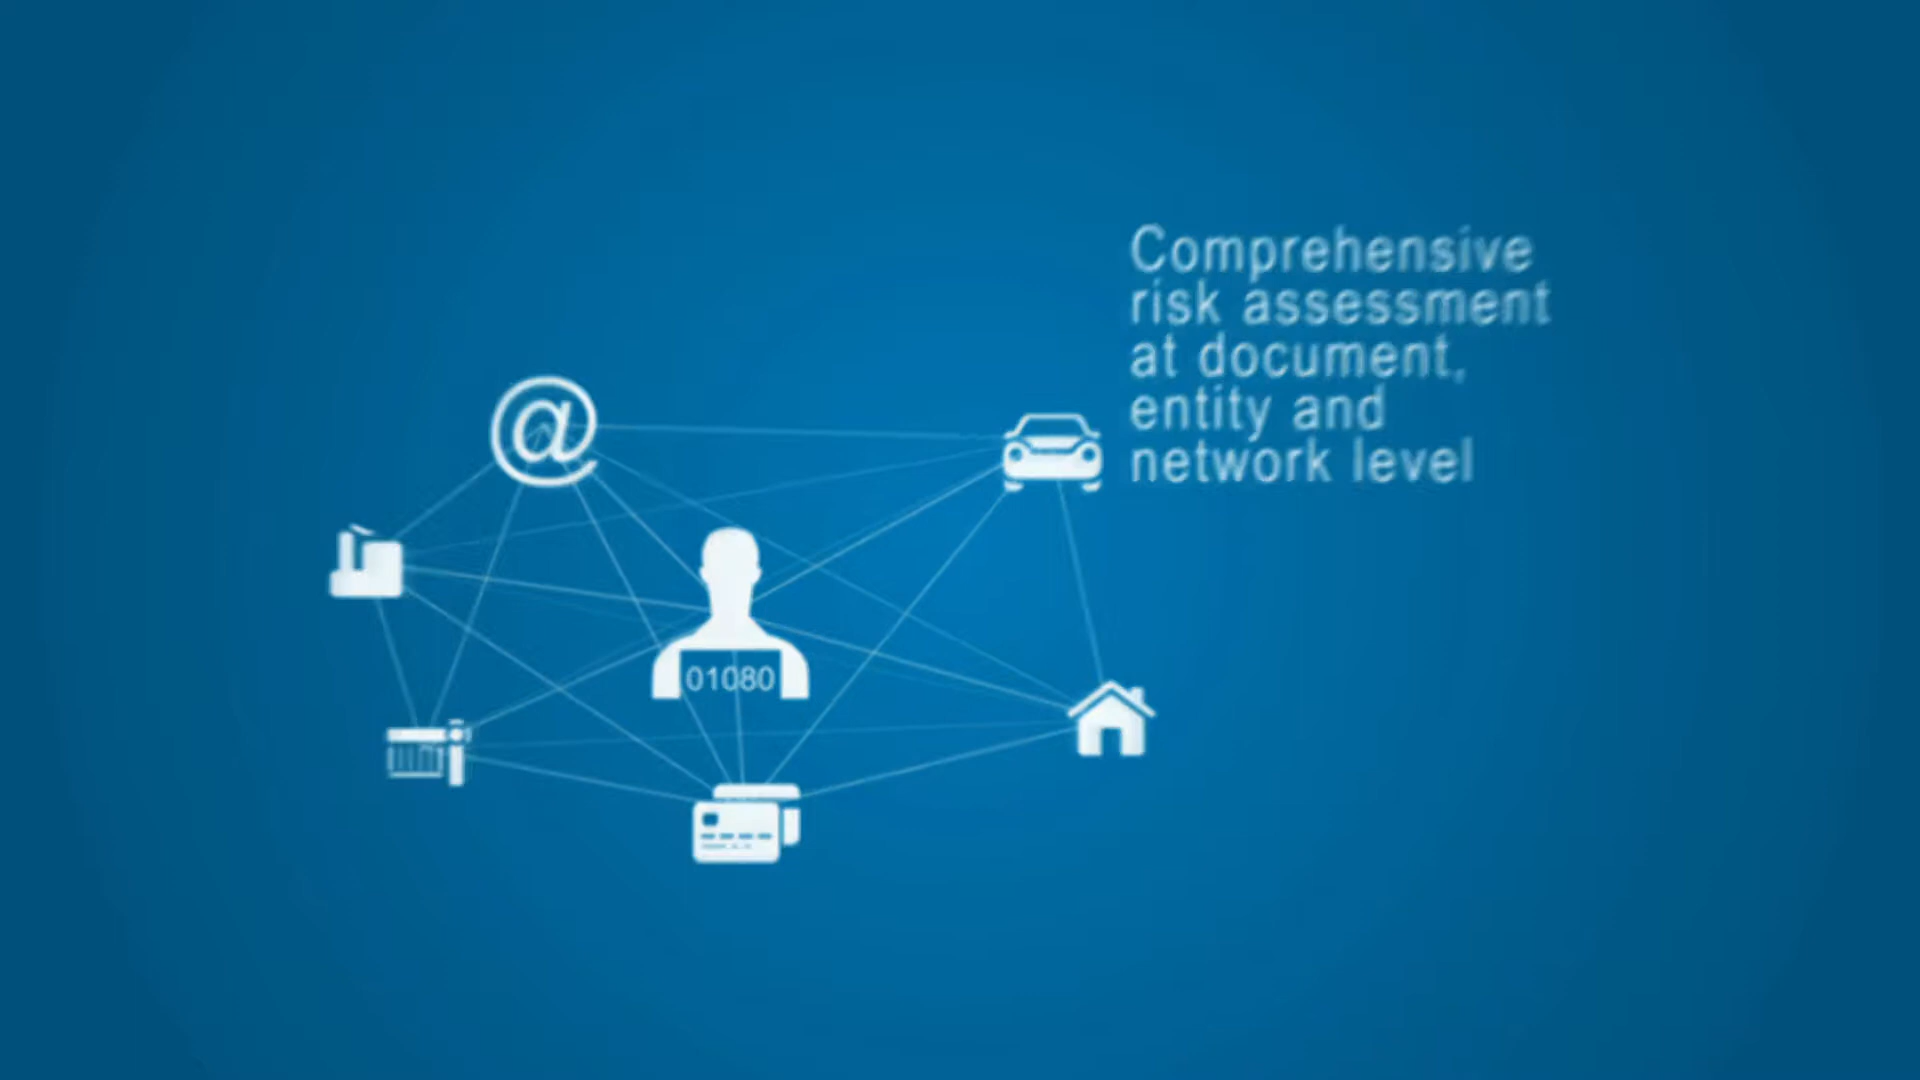 Comprehensive
risk assessment
at document,
entity and
network level
@
01080